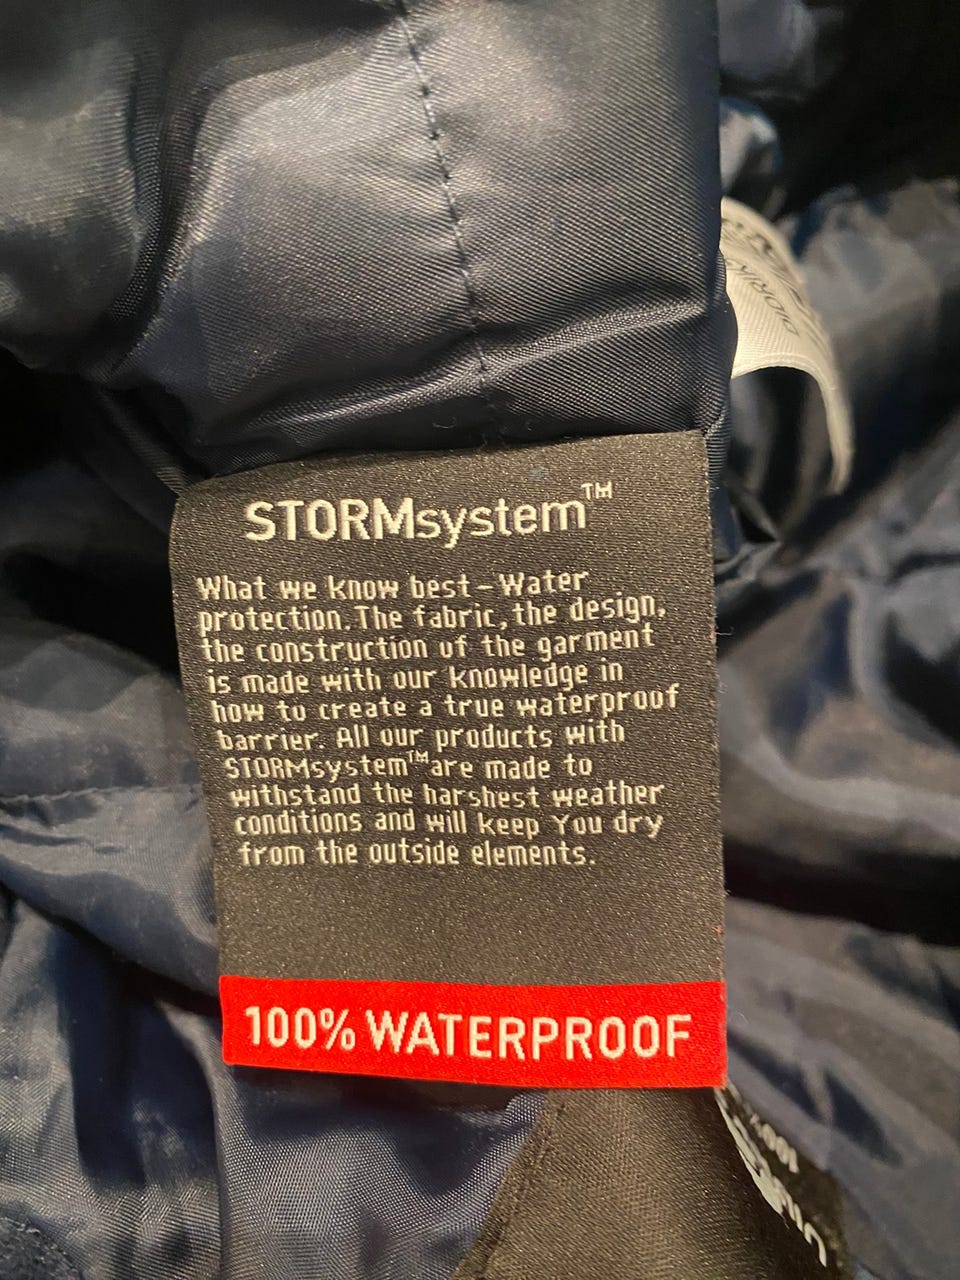 STORMsystem™
What we know best-Water
protection. The fabric, the design,
the construction of the garment
is made with our knowledge in
how to create a true waterproof
barrier. All our products with
STORMsystem™ are made to
withstand the harshest weather
conditions and will keep You dry
from the outside elements.
100% WATERPROOF